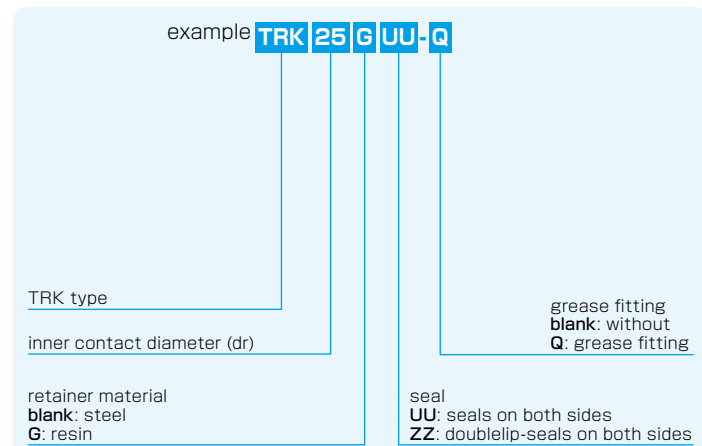 example TRK 25 G UU-Q
TRK type
inner contact diameter (dr)
retainer material
blank: steel
G: resin
grease fitting
blank: without
Q: grease fitting
seal
UU: seals on both sides
ZZ: doublelip-seals on both sides